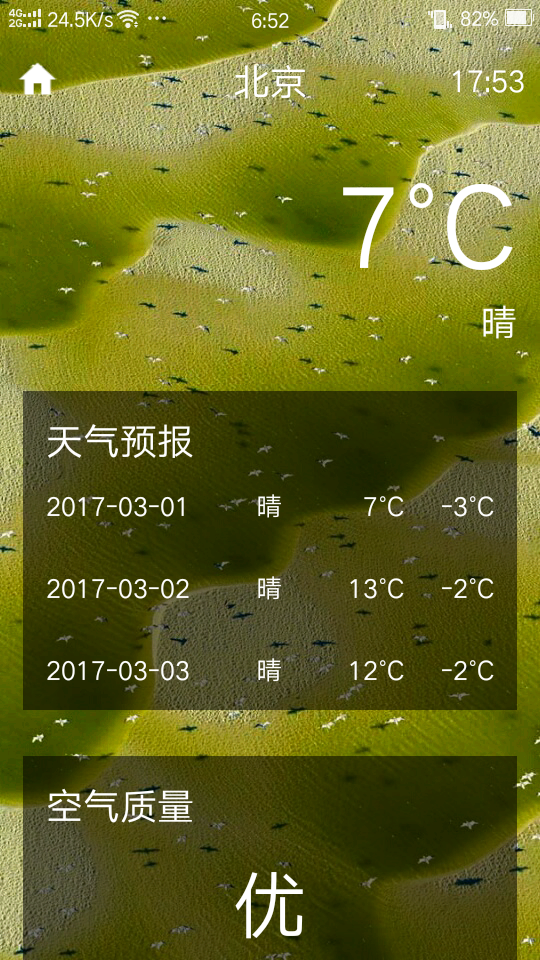 4G 2G 24.5K/s 6:52 82%
北京 17:53
7°C
晴
天气预报
2017-03-01 晴 7°C -3°C
2017-03-02 晴 13°C -2°C
2017-03-03 晴 12°C -2°C
空气质量
优